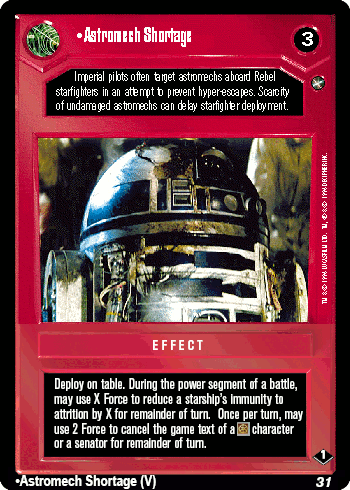 •Astromech Shortage
3
Imperial pilots often target astromechs aboard Rebel
starfighters in an attempt to prevent hyper-escapes. Scarcity
of undamaged astromechs can delay starfighter deployment.
EFFECT
Deploy on table. During the power segment of a battle,
may use X Force to reduce a starship's immunity to
attrition by X for remainder of turn. Once per turn, may
use 2 Force to cancel the game text of a character
or a senator for remainder of turn.
1
•Astromech Shortage (V)
31